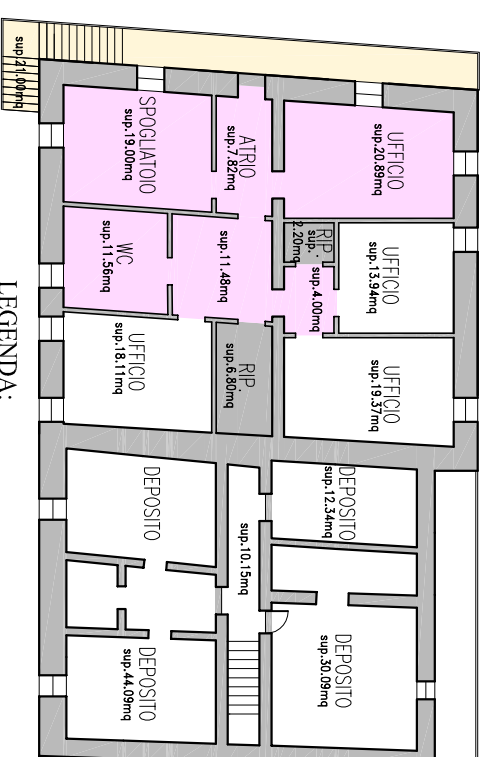 sup.21.00mq
SPOGLIATOIO
sup.19.00mq
ATRIO
sup.7.82mq
UFFICIO
sup.20.89mq
WC
sup.11.56mq
sup.11.48mq
RIP.
sup.
2.20mq
sup.4.00mq
UFFICIO
sup.13.94mq
UFFICIO
sup.18.11mq
RIP.
sup.6.80mq
UFFICIO
sup.19.37mq
LEGENDA:
DEPOSITO
sup.10.15mq
DEPOSITO
sup.12.34mq
DEPOSITO
sup.44.09mq
DEPOSITO
sup.30.09mq